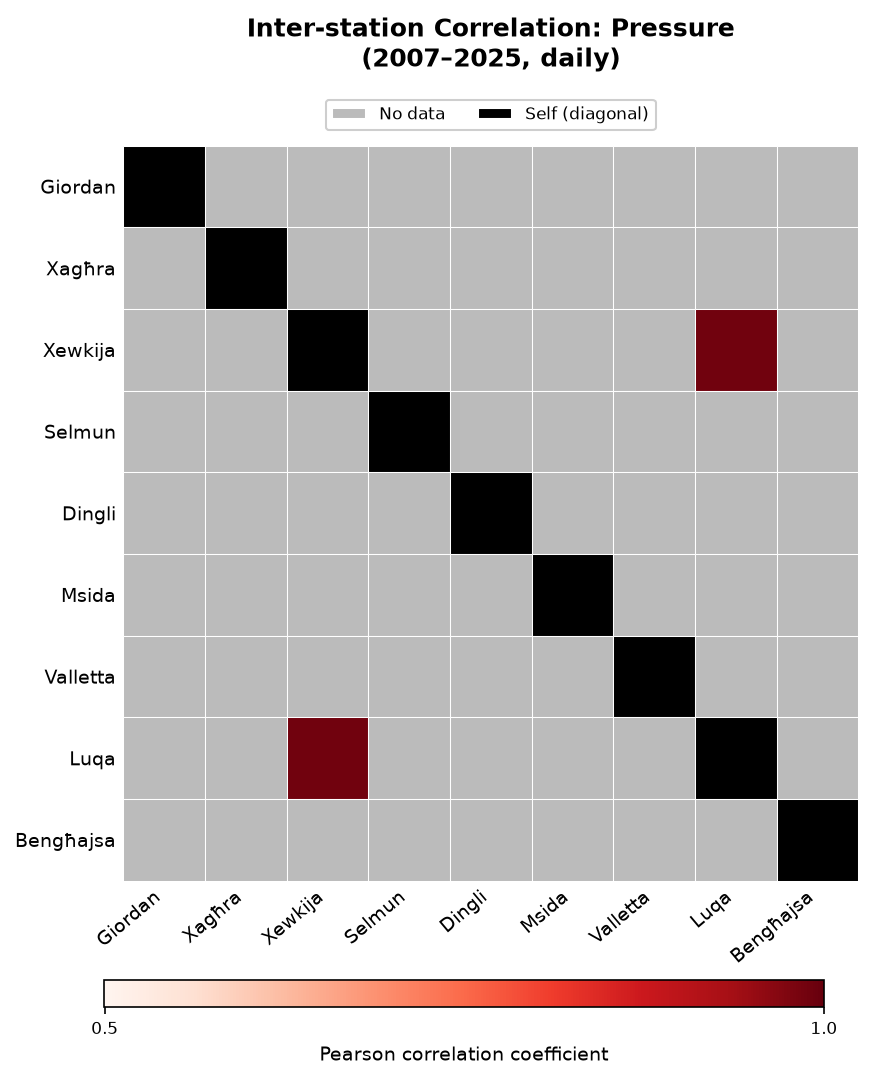 Inter-station Correlation: Pressure
(2007–2025, daily)
No data
Self (diagonal)
Giordan
Xagħra
Xewkija
Selmun
Dingli
Msida
Valletta
Luqa
Bengħajsa
Giordan
Xagħra
Xewkija
Selmun
Dingli
Msida
Valletta
Luqa
Bengħajsa
0.5
1.0
Pearson correlation coefficient